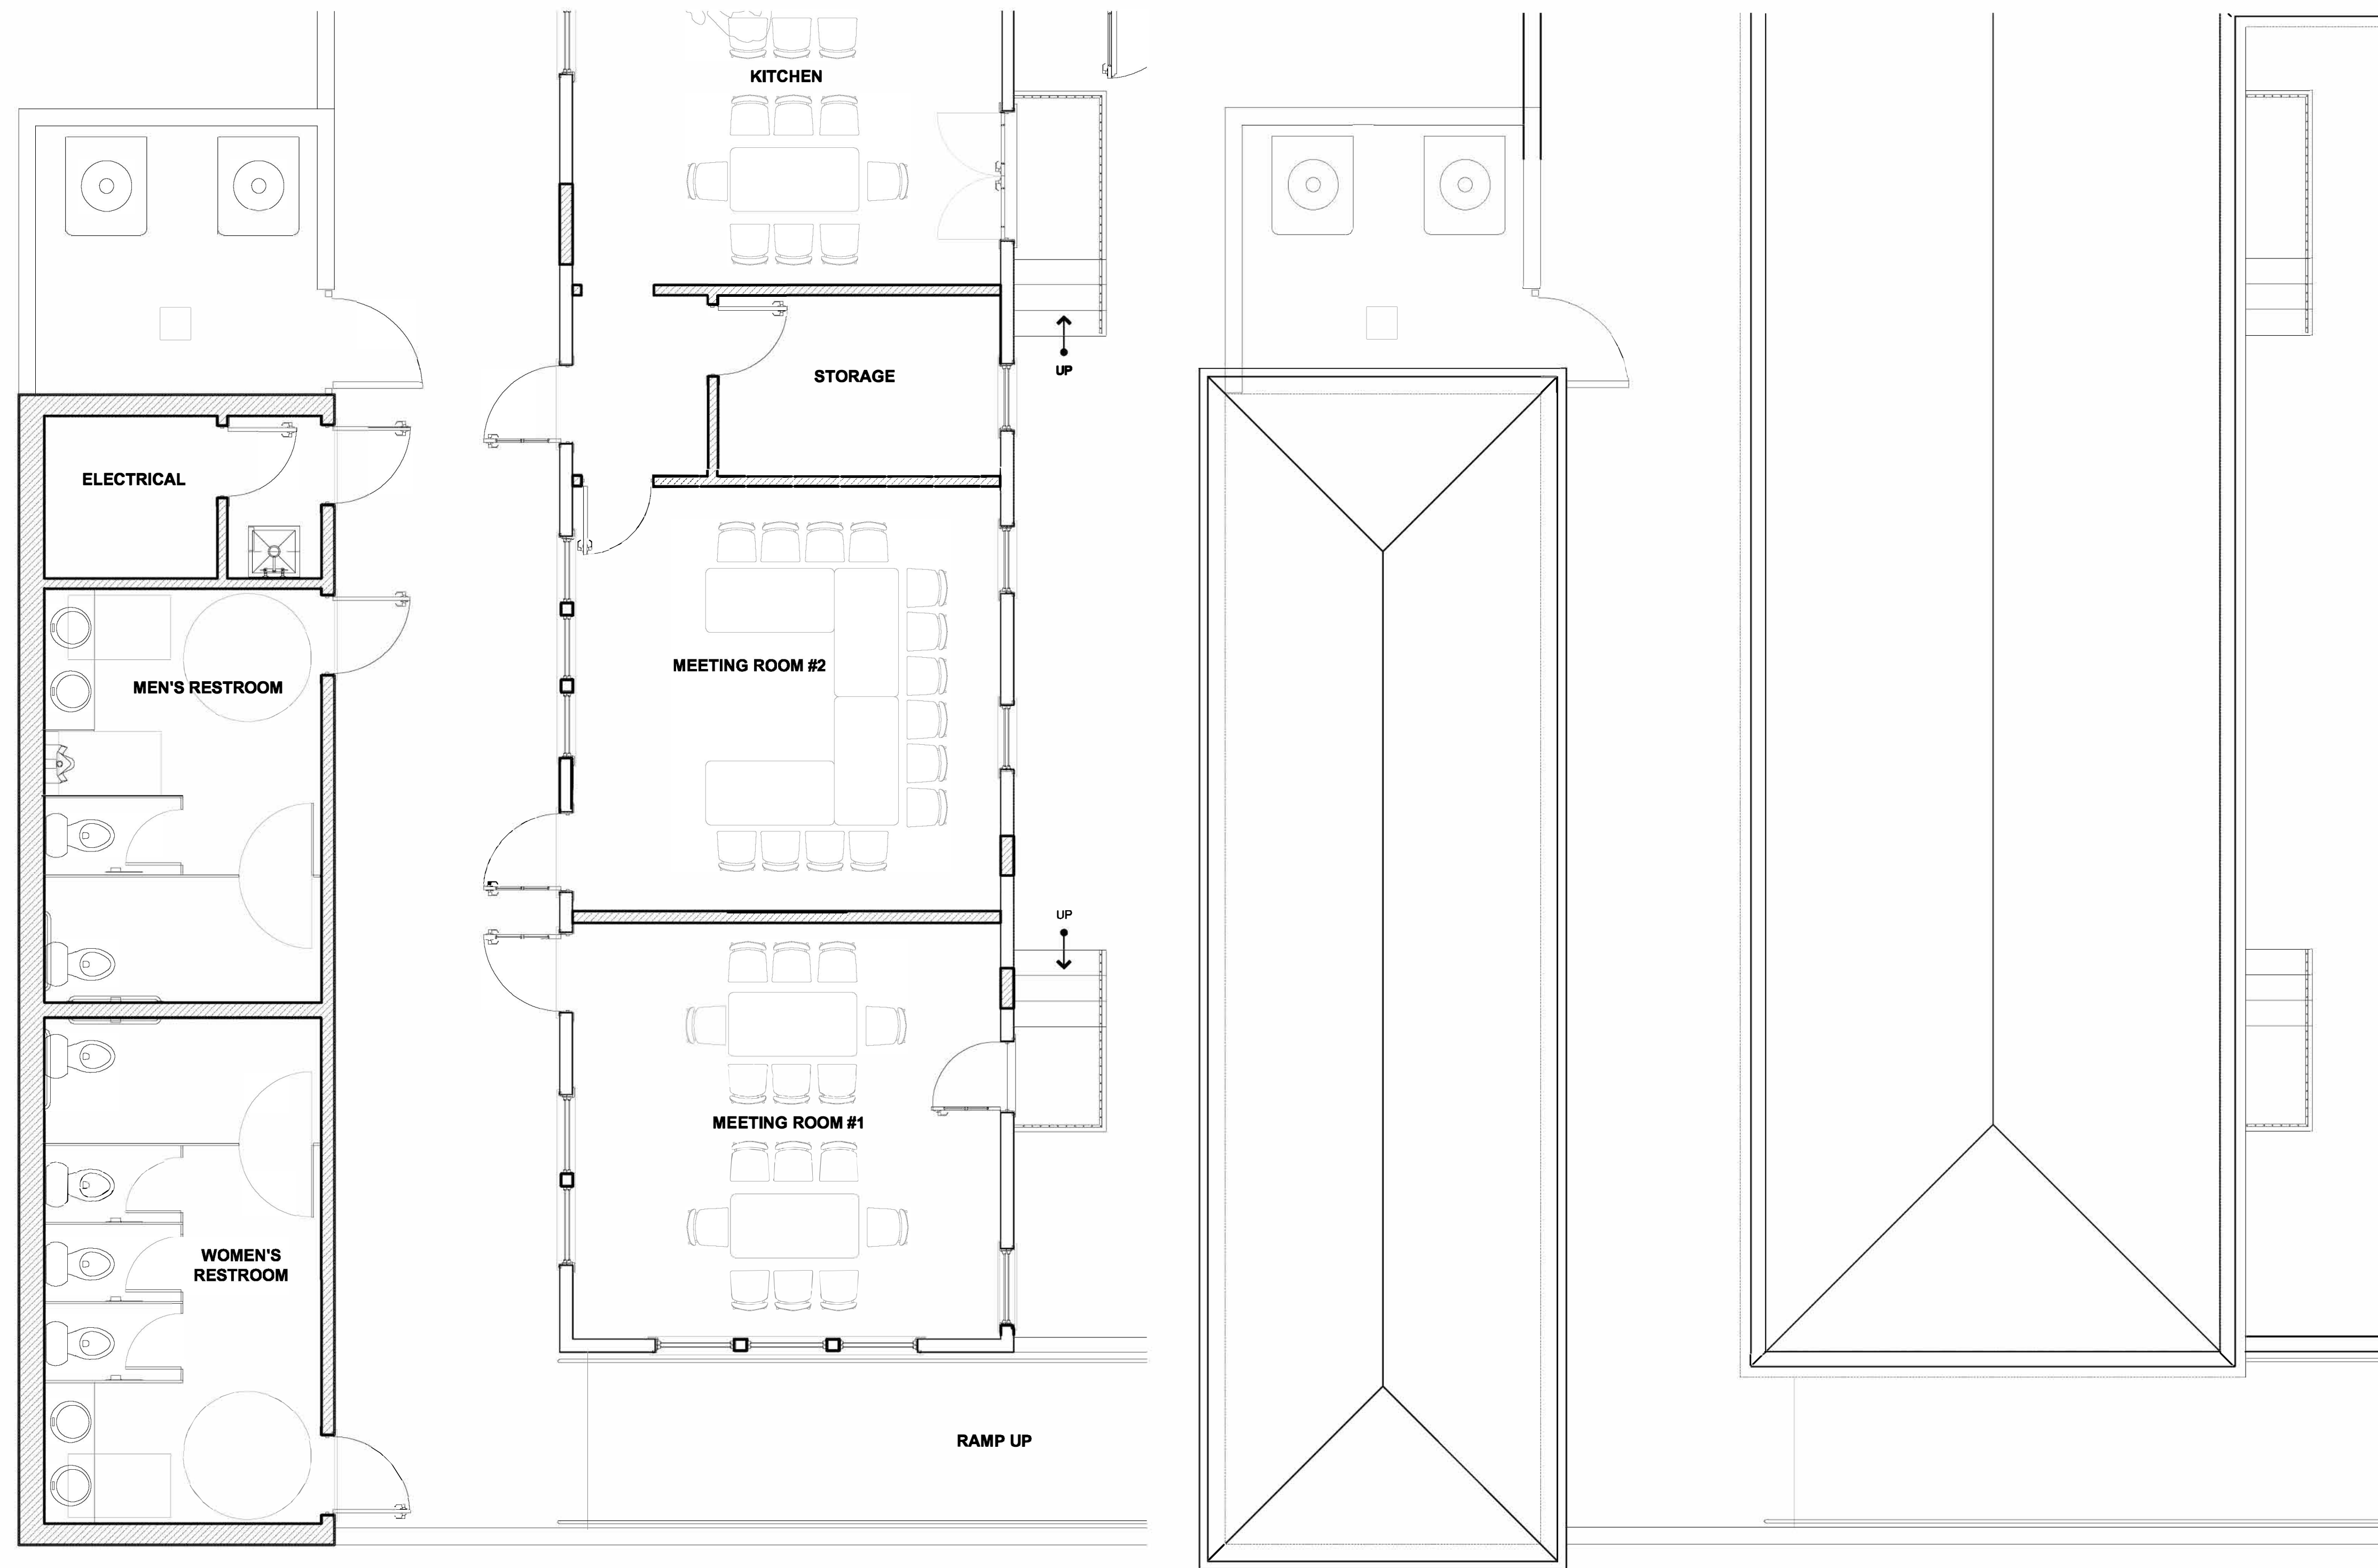 KITCHEN
STORAGE
UP
ELECTRICAL
MEETING ROOM #2
MEN'S RESTROOM
UP
MEETING ROOM #1
WOMEN'S
RESTROOM
RAMP UP